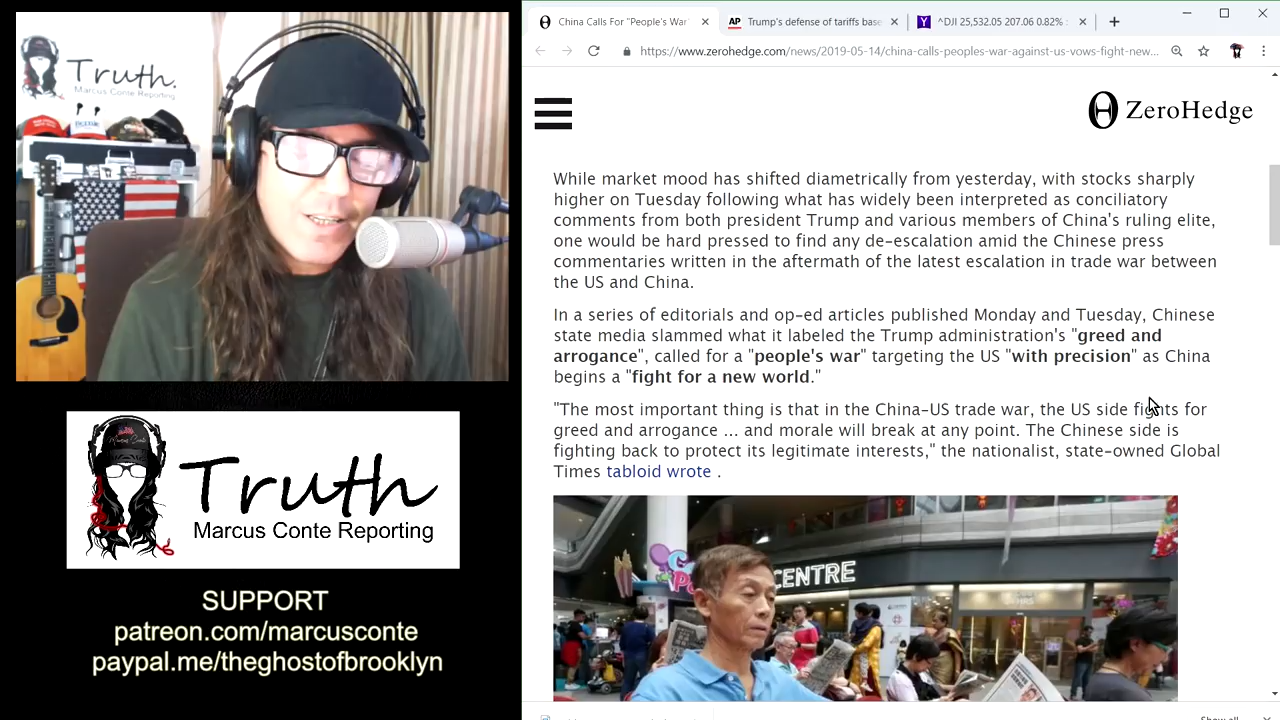 Truth.
Marcus Conte Reporting
Truth
Marcus Conte Reporting
SUPPORT
patreon.com/marcusconte
paypal.me/theghostofbrooklyn
China Calls For "People's War"
AP Trump's defense of tariffs base
^DJI 25,532.05 207.06 0.82% :
https://www.zerohedge.com/news/2019-05-14/china-calls-peoples-war-against-us-vows-fight-new...
ZeroHedge
While market mood has shifted diametrically from yesterday, with stocks sharply
higher on Tuesday following what has widely been interpreted as conciliatory
comments from both president Trump and various members of China's ruling elite,
one would be hard pressed to find any de-escalation amid the Chinese press
commentaries written in the aftermath of the latest escalation in trade war between
the US and China.
In a series of editorials and op-ed articles published Monday and Tuesday, Chinese
state media slammed what it labeled the Trump administration's "greed and
arrogance", called for a "people's war" targeting the US "with precision" as China
begins a "fight for a new world."
"The most important thing is that in the China-US trade war, the US side fights for
greed and arrogance ... and morale will break at any point. The Chinese side is
fighting back to protect its legitimate interests," the nationalist, state-owned Global
Times tabloid wrote .
CENTRE